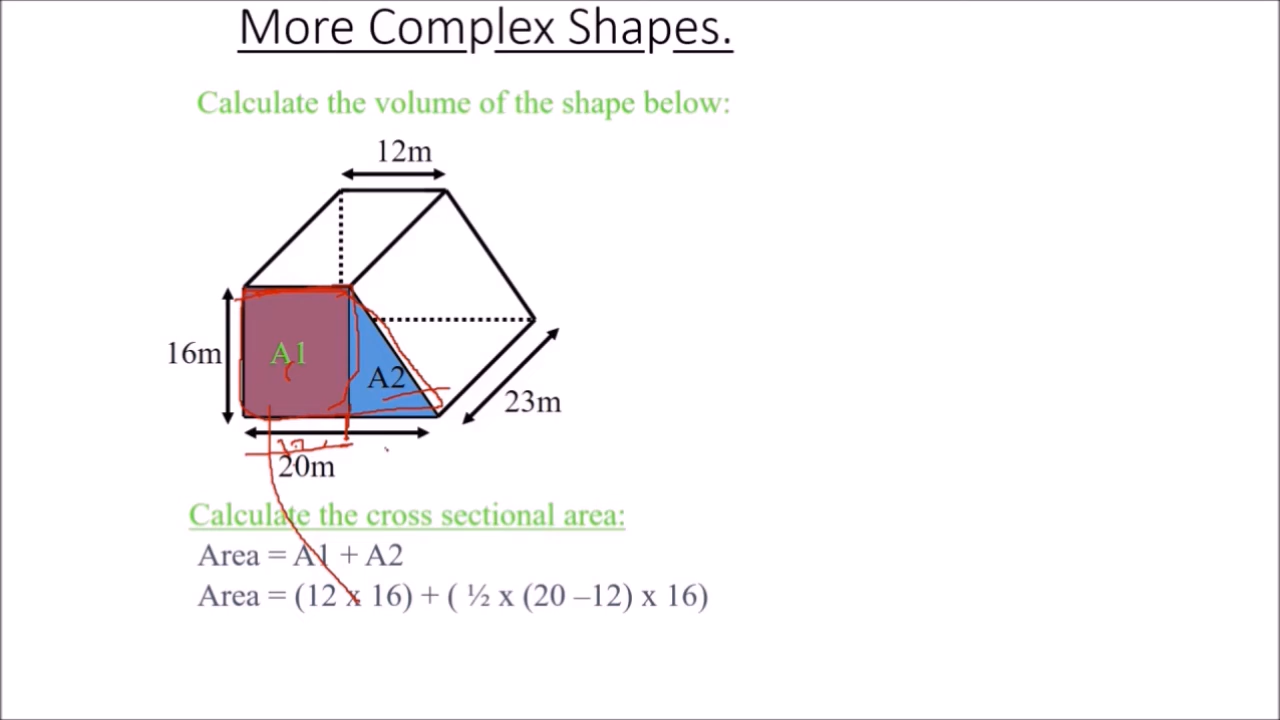 More Complex Shapes.
Calculate the volume of the shape below:
12m
16m
A1
A2
23m
20m
Calculate the cross sectional area:
Area = A1 + A2
Area = (12 x 16) + ( ½ x (20 –12) x 16)